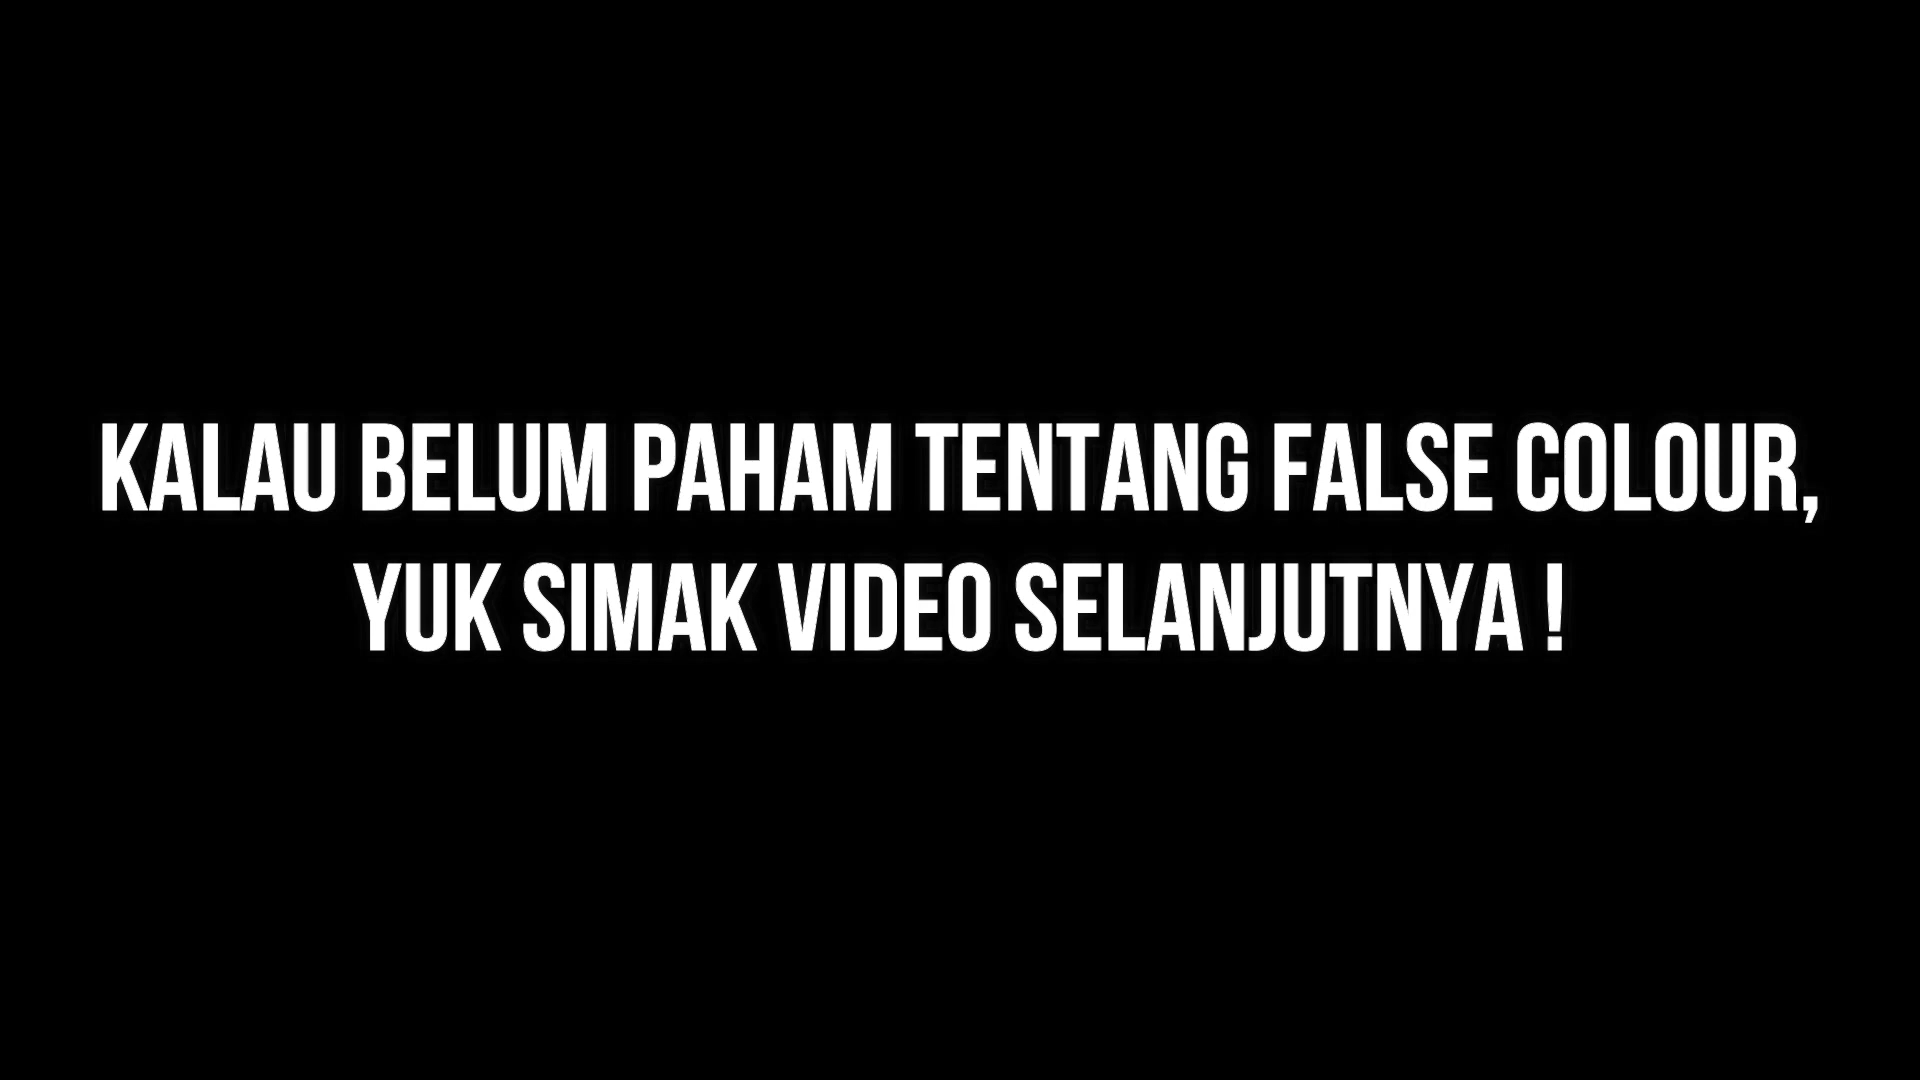 KALAU BELUM PAHAM TENTANG FALSE COLOUR,
YUK SIMAK VIDEO SELANJUTNYA !